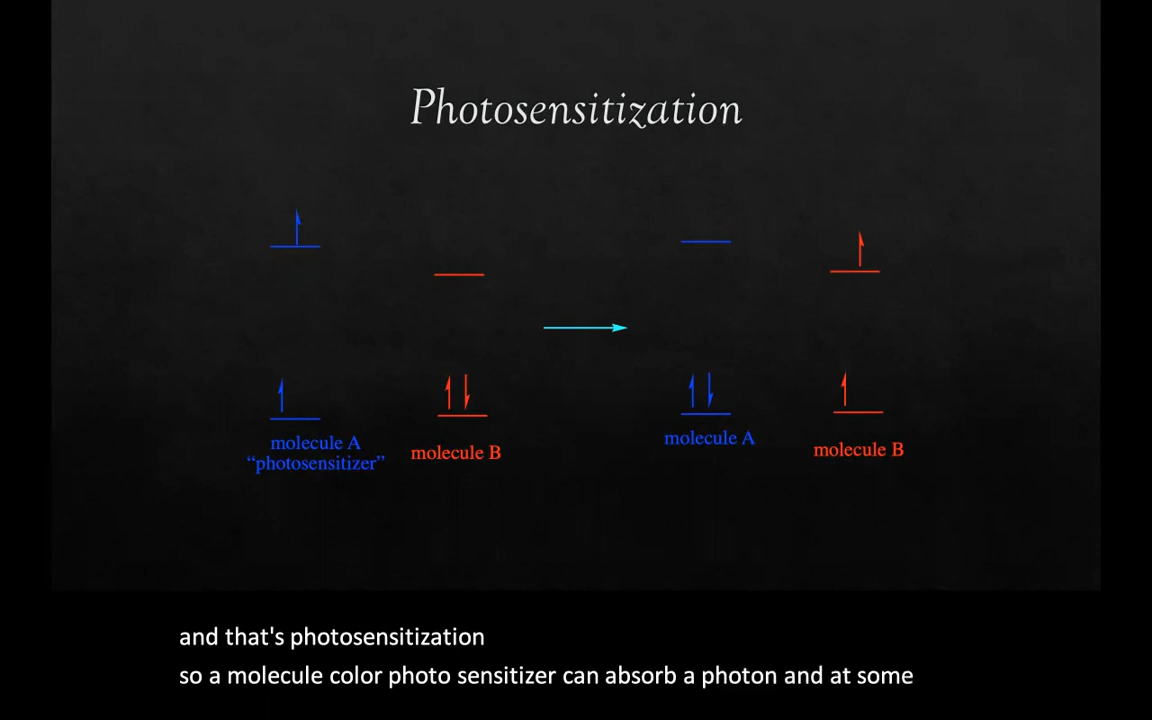 Photosensitization
molecule A
“photosensitizer”
molecule B
molecule A
molecule B
and that's photosensitization
so a molecule color photo sensitizer can absorb a photon and at some